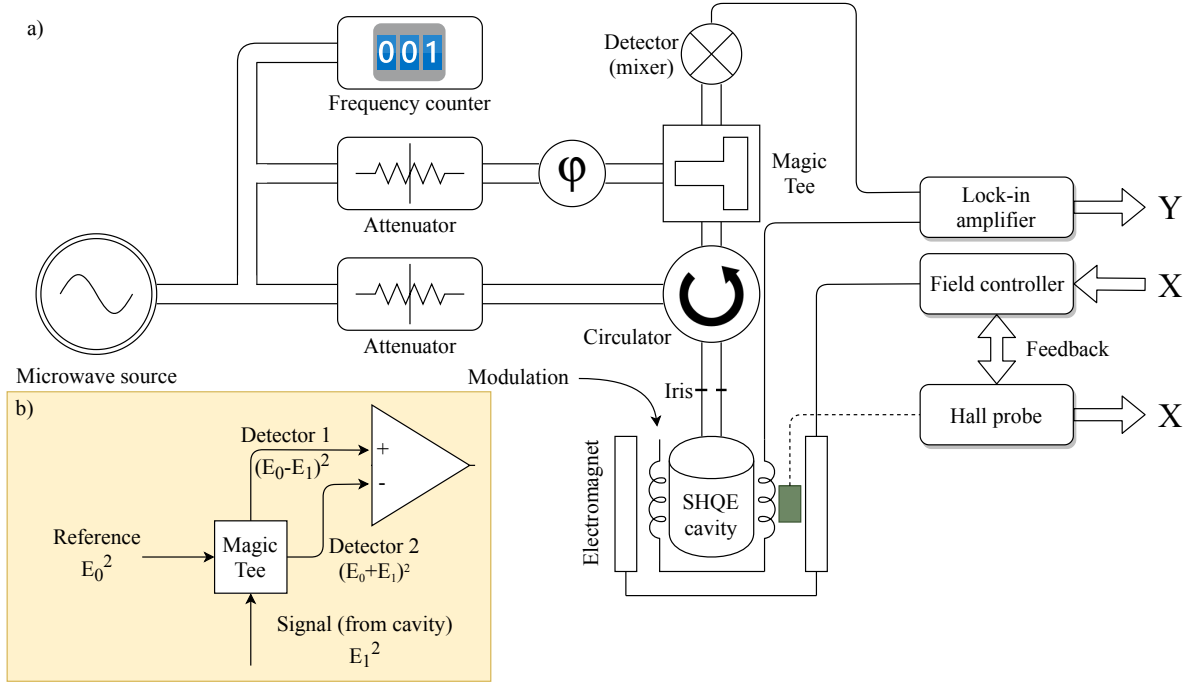 a)
001
Frequency counter
Detector
(mixer)
φ
Magic
Tee
Attenuator
Lock-in
amplifier
Y
Field controller
X
Circulator
Attenuator
Feedback
Microwave source
Modulation
Iris
Hall probe
X
Electromagnet
SHQE
cavity
b)
Detector 1
(E0-E1)2
+
-
Reference
E02
Magic
Tee
Detector 2
(E0+E1)2
Signal (from cavity)
E12